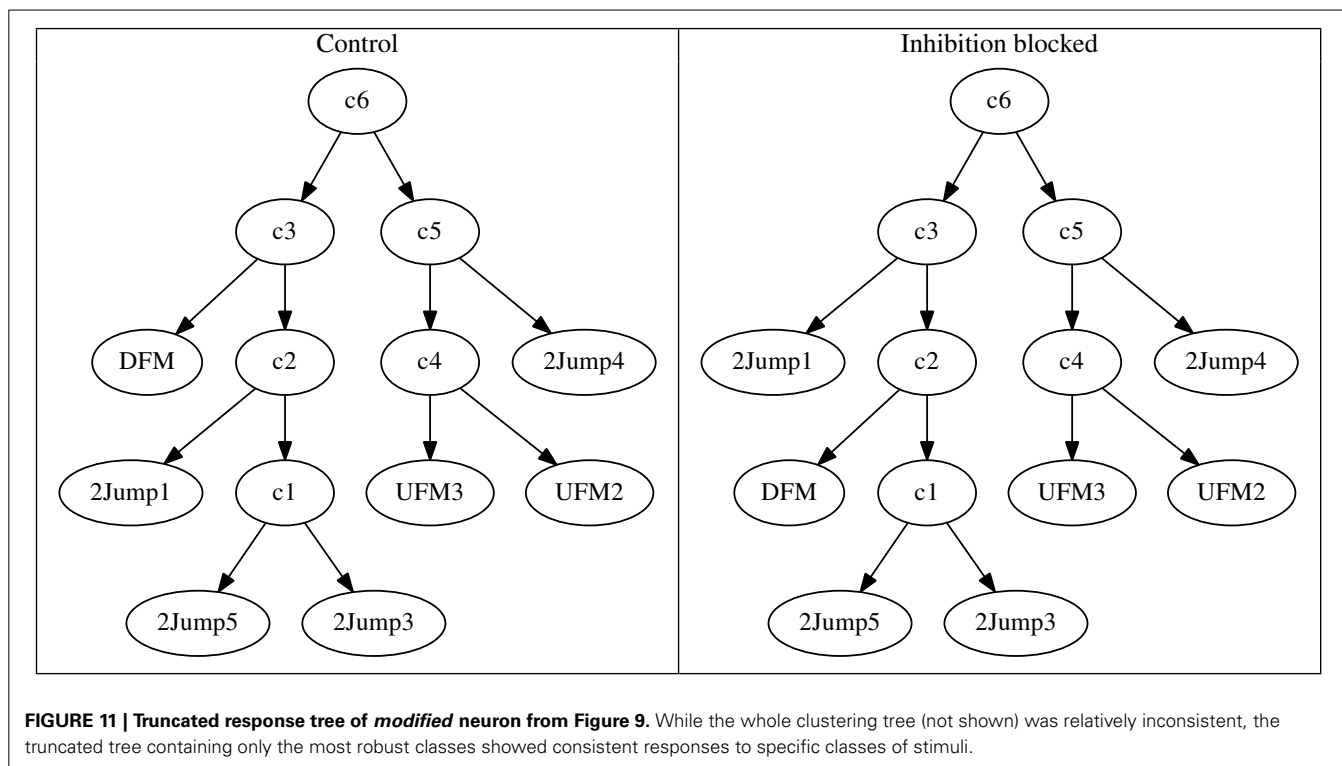 Control
c6
c3
c5
DFM
c2
c4
2Jump4
2Jump1
c1
UFM3
UFM2
2Jump5
2Jump3
Inhibition blocked
c6
c3
c5
2Jump1
c2
c4
2Jump4
DFM
c1
UFM3
UFM2
2Jump5
2Jump3
FIGURE 11 | Truncated response tree of modified neuron from Figure 9. While the whole clustering tree (not shown) was relatively inconsistent, the
truncated tree containing only the most robust classes showed consistent responses to specific classes of stimuli.